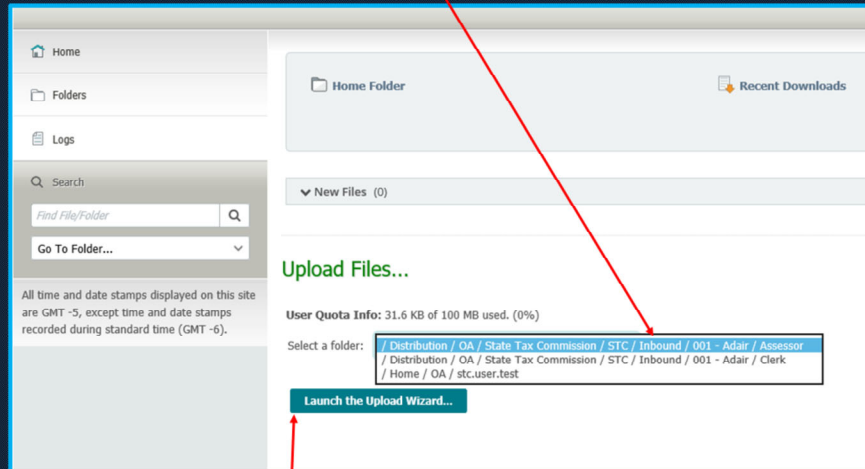 Home
Folders
Logs
Search
Find File/Folder
Go To Folder...
All time and date stamps displayed on this site
are GMT -5, except time and date stamps
recorded during standard time (GMT -6).
Home Folder
Recent Downloads
New Files (0)
Upload Files...
User Quota Info: 31.6 KB of 100 MB used. (0%)
Select a folder:
/ Distribution / OA / State Tax Commission / STC / Inbound / 001 - Adair / Assessor
/ Distribution / OA / State Tax Commission / STC / Inbound / 001 - Adair / Clerk
/ Home / OA / stc.user.test
Launch the Upload Wizard...